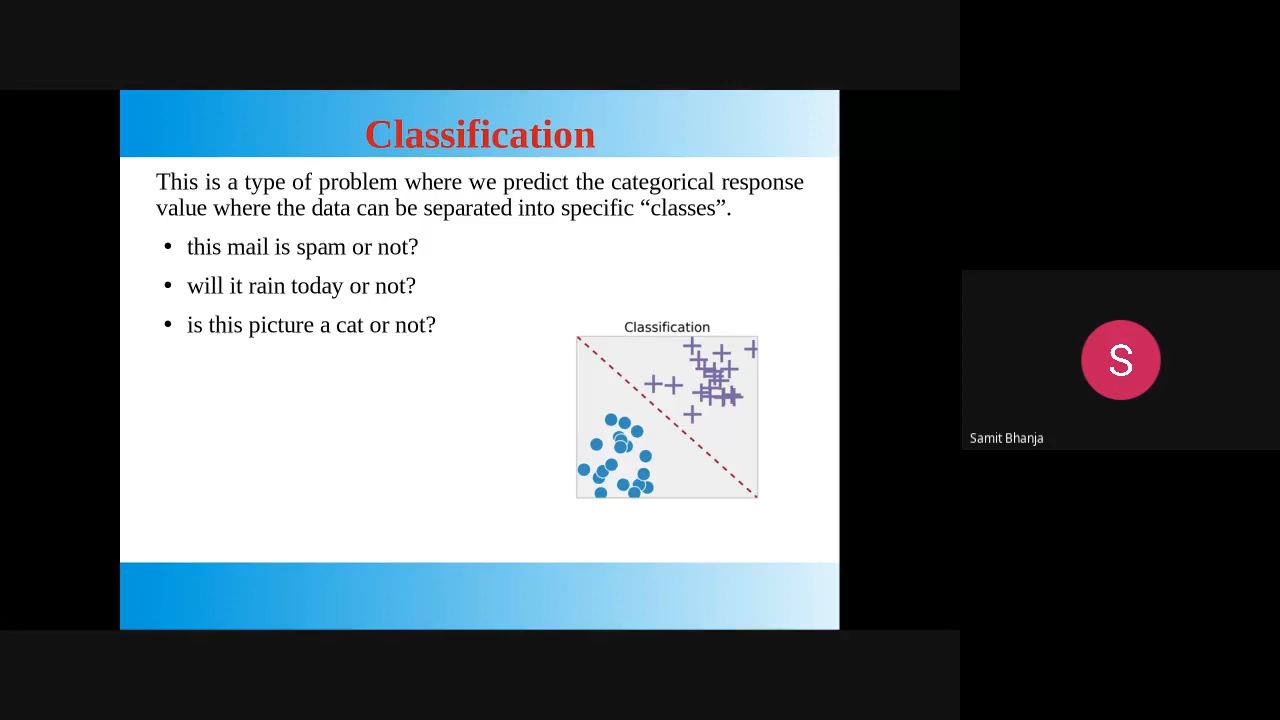 Classification
This is a type of problem where we predict the categorical response
value where the data can be separated into specific “classes”.
• this mail is spam or not?
• will it rain today or not?
• is this picture a cat or not?
Classification
S
Samit Bhanja